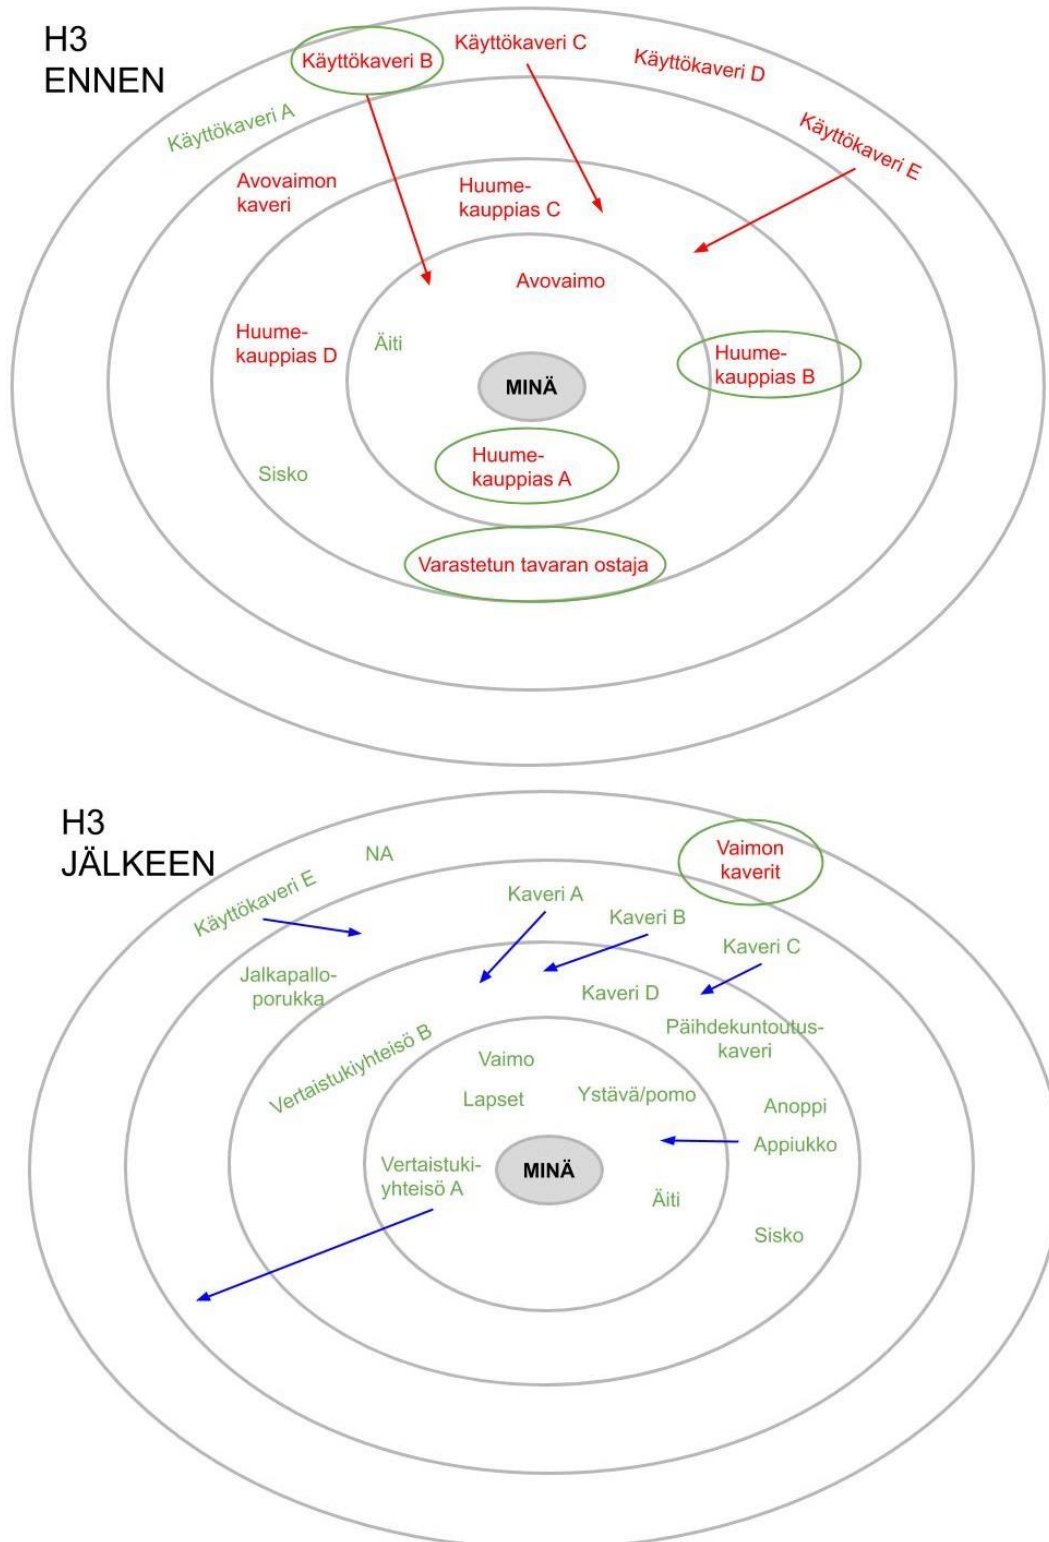 H3
ENNEN
Käyttökaveri B
Käyttökaveri C
Käyttökaveri D
Käyttökaveri A
Käyttökaveri E
Avovaimon
kaveri
Huume-
kauppias C
Avovaimo
Huume-
kauppias D
Äiti
Huume-
kauppias B
MINÄ
Huume-
kauppias A
Sisko
Varastetun tavaran ostaja
H3
JÄLKEEN
NA
Vaimon
kaverit
Käyttökaveri E
Kaveri A
Kaveri B
Kaveri C
Jalkapallo-
porukka
Kaveri D
Päihdekuntoutus-
kaveri
Vertaistukiyhteisö B
Vaimo
Lapset
Ystävä/pomo
Anoppi
Appiukko
Vertaistuki-
yhteisö A
MINÄ
Äiti
Sisko